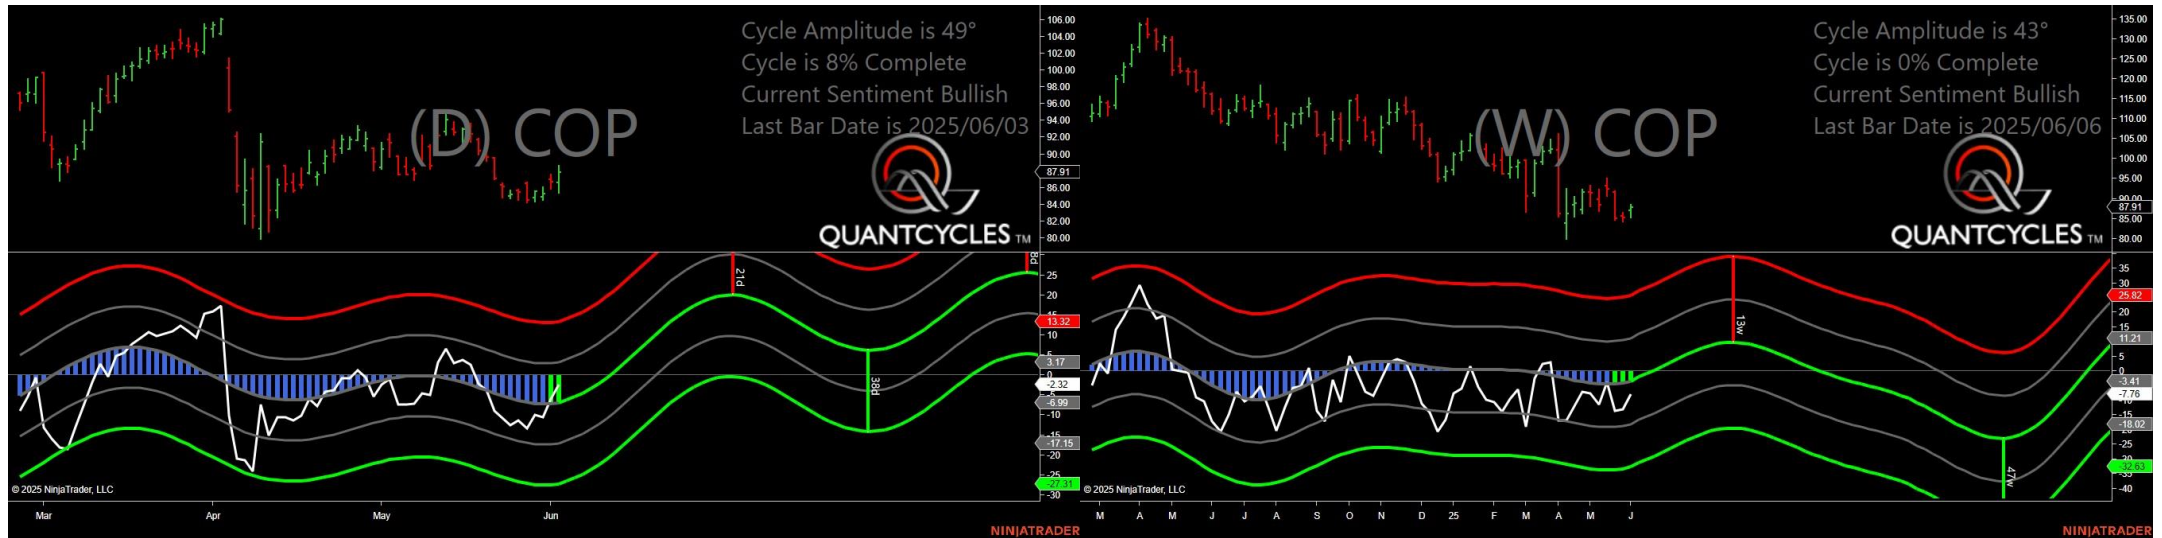 Cycle Amplitude is 49°
Cycle is 8% Complete
Current Sentiment Bullish
Last Bar Date is 2025/06/03
(D) COP
QUANTCYCLES TM
106.00
104.00
102.00
100.00
98.00
96.00
94.00
92.00
90.00
87.91
86.00
84.00
82.00
80.00
21d
8d
38d
25
20
15
13.32
10
5
3.17
0
-2.32
-6.99
-10
-15
-17.15
-20
-25
-27.31
-30
© 2025 NinjaTrader, LLC
Mar Apr May Jun
NINJATRADER
Cycle Amplitude is 43°
Cycle is 0% Complete
Current Sentiment Bullish
Last Bar Date is 2025/06/06
(W) COP
QUANTCYCLES TM
135.00
130.00
125.00
120.00
115.00
110.00
105.00
100.00
95.00
90.00
87.91
85.00
80.00
13w
47w
35
30
25.82
20
15
11.21
5
0
-3.41
-7.76
-10
-15
-18.02
-25
-30
-32.63
-40
© 2025 NinjaTrader, LLC
M A M J J A S O N D 25 F M A M J
NINJATRADER